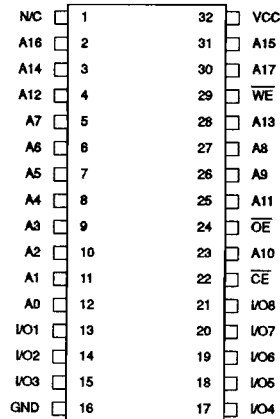 N/C 1 32 VCC
A16 2 31 A15
A14 3 30 A17
A12 4 29 WE
A7 5 28 A13
A6 6 27 A8
A5 7 26 A9
A4 8 25 A11
A3 9 24 OE
A2 10 23 A10
A1 11 22 CE
A0 12 21 I/O8
I/O1 13 20 I/O7
I/O2 14 19 I/O6
I/O3 15 18 I/O5
GND 16 17 I/O4